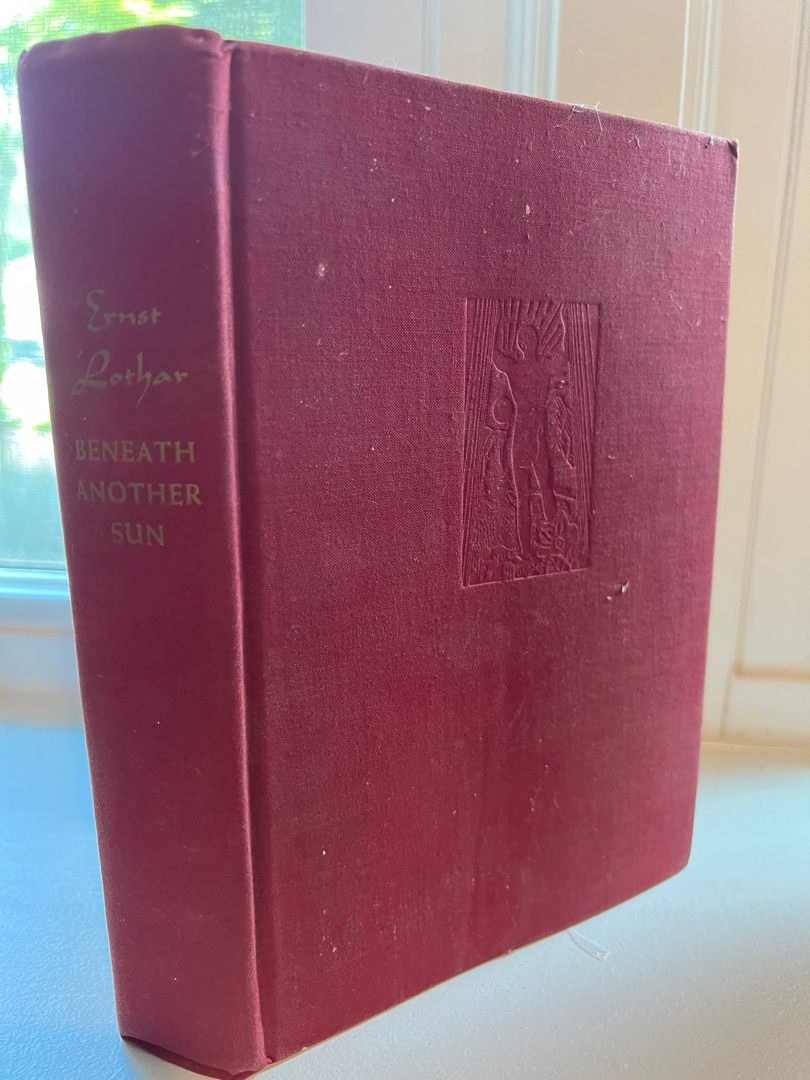 Ernst
Lothar
BENEATH
ANOTHER
SUN